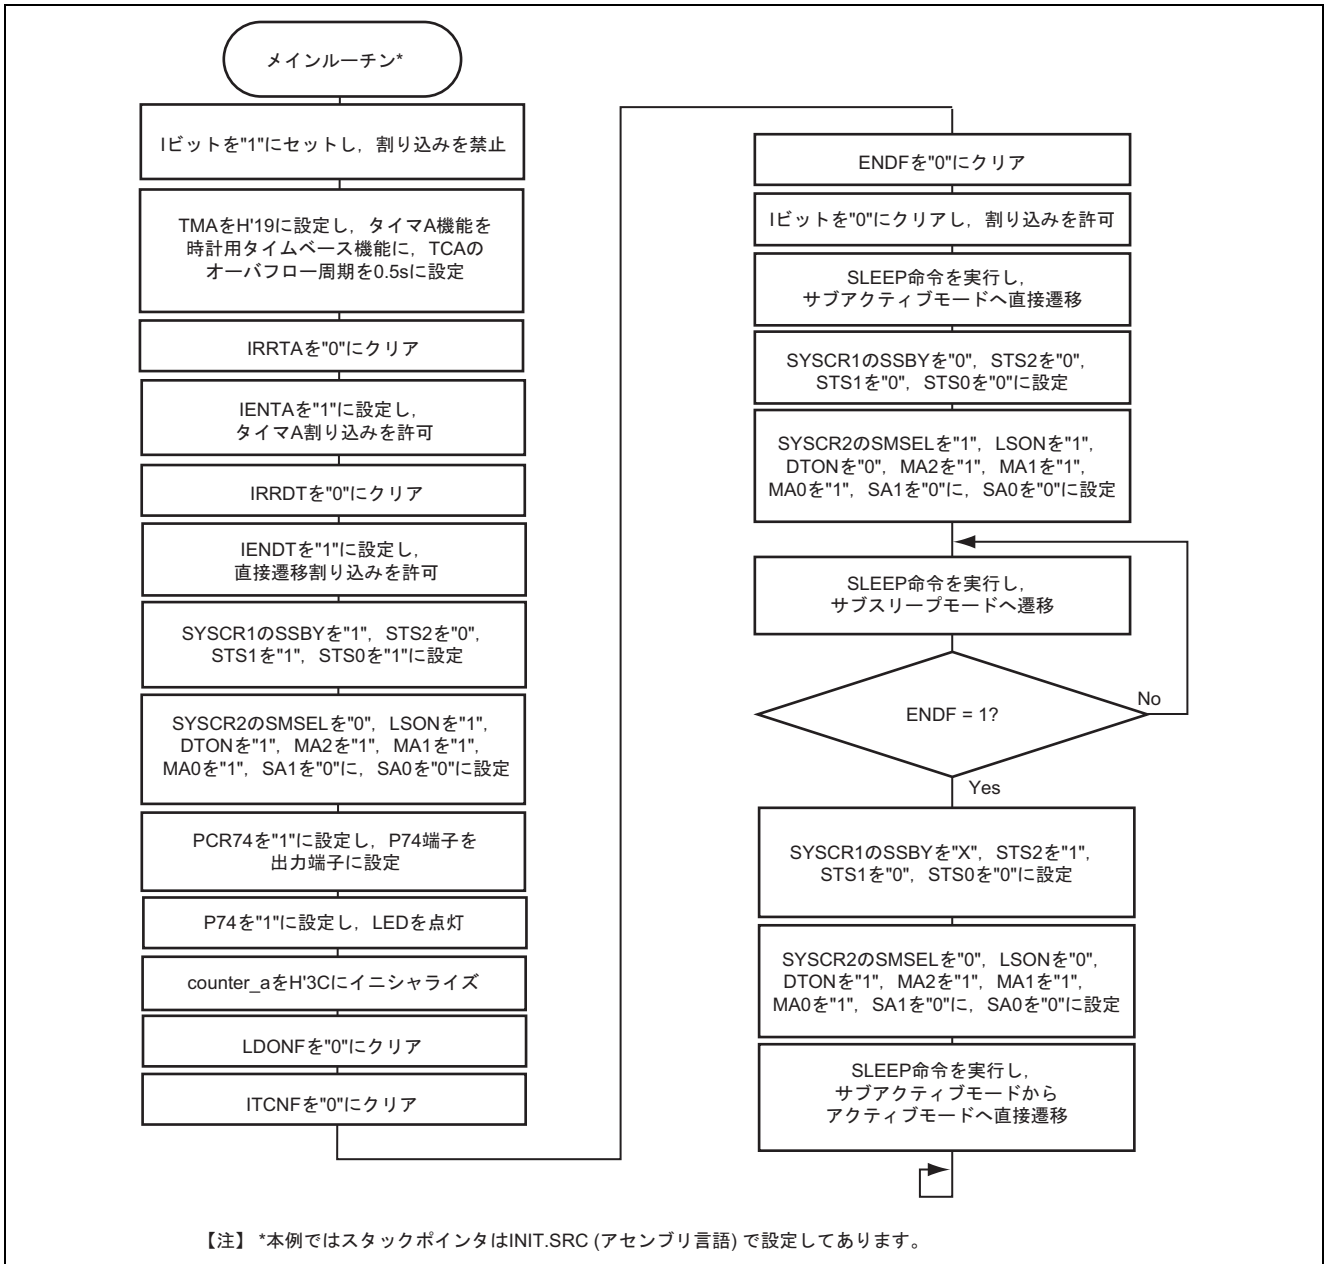 メインルーチン*
Iビットを"1"にセットし，割り込みを禁止
TMAをH'19に設定し，タイマA機能を
時計用タイムベース機能に，TCAの
オーバフロー周期を0.5sに設定
IRRTAを"0"にクリア
IENTAを"1"に設定し，
タイマA割り込みを許可
IRRDTを"0"にクリア
IENDTを"1"に設定し，
直接遷移割り込みを許可
SYSCR1のSSBYを"1"，STS2を"0"，
STS1を"1"，STS0を"1"に設定
SYSCR2のSMSELを"0"，LSONを"1"，
DTONを"1"，MA2を"1"，MA1を"1"，
MA0を"1"，SA1を"0"に，SA0を"0"に設定
PCR74を"1"に設定し，P74端子を
出力端子に設定
P74を"1"に設定し，LEDを点灯
counter_aをH'3Cにイニシャライズ
LDONFを"0"にクリア
ITCNFを"0"にクリア
ENDFを"0"にクリア
Iビットを"0"にクリアし，割り込みを許可
SLEEP命令を実行し，
サブアクティブモードへ直接遷移
SYSCR1のSSBYを"0"，STS2を"0"，
STS1を"0"，STS0を"0"に設定
SYSCR2のSMSELを"1"，LSONを"1"，
DTONを"0"，MA2を"1"，MA1を"1"，
MA0を"1"，SA1を"0"に，SA0を"0"に設定
SLEEP命令を実行し，
サブスリープモードへ遷移
ENDF = 1?
No
Yes
SYSCR1のSSBYを"X"，STS2を"1"，
STS1を"0"，STS0を"0"に設定
SYSCR2のSMSELを"0"，LSONを"0"，
DTONを"1"，MA2を"1"，MA1を"1"，
MA0を"1"，SA1を"0"に，SA0を"0"に設定
SLEEP命令を実行し，
サブアクティブモードから
アクティブモードへ直接遷移
【注】 *本例ではスタックポインタはINIT.SRC (アセンブリ言語) で設定してあります。